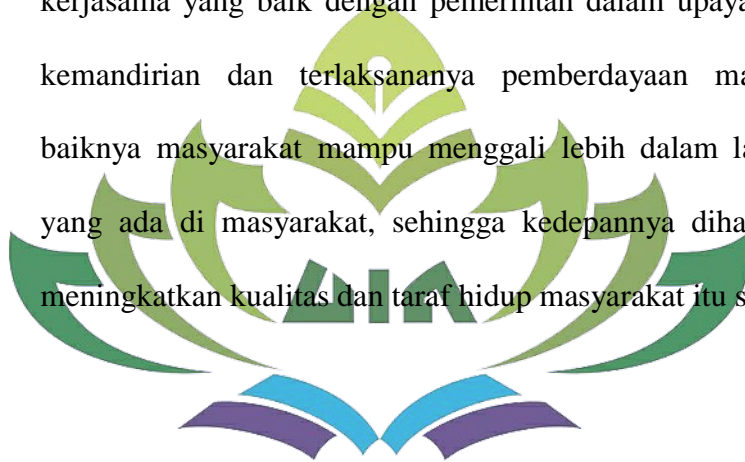 kerjasama yang baik dengan pemerintah dalam upaya
kemandirian dan terlaksananya pemberdayaan ma
baiknya masyarakat mampu menggali lebih dalam la
yang ada di masyarakat, sehingga kedepannya diha
meningkatkan kualitas dan taraf hidup masyarakat itu s
UIN